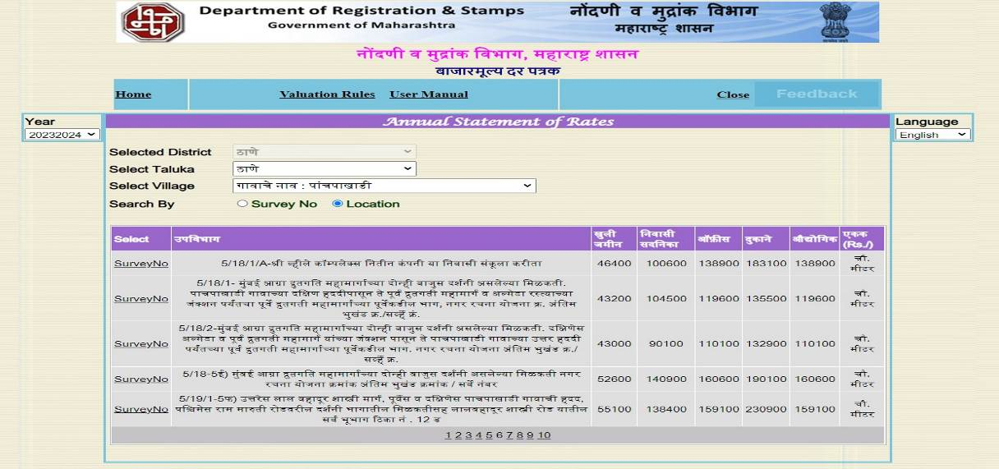 Department of Registration & Stamps
Government of Maharashtra
नोंदणी व मुद्रांक विभाग
महाराष्ट्र शासन
नोंदणी व मुद्रांक विभाग, महाराष्ट्र शासन
बाजारमूल्य दर पत्रक
Home Valuation Rules User Manual Close Feedback
Year
20232024
Annual Statement of Rates
Language
English
Selected District ठाणे
Select Taluka ठाणे
Select Village गावाचे नाव : पांचपाखाडी
Search By Survey No Location
Select उपविभाग खुली जमीन निवासी सदनिका ऑफ़ीस दुकाने औद्योगिक एकक (Rs./)
SurveyNo 5/18/1/A-श्री व्हीले कॉम्पलेक्स नितीन कंपनी या निवासी संकूला करीता 46400 100600 138900 183100 138900 चौ. मीटर
5/18/1- मुंबई आग्रा द्रुतगति महामार्गाच्या दोन्ही बाजुस दर्शनी असलेल्या मिळकती.
पाचपाखाडी गावाच्या दक्षिण हद्दीपासून ते पूर्व द्रुतगती महामार्ग व अल्मेडा रस्त्याच्या
SurveyNo जंक्शन पर्यंतचा पूर्व द्रुतगती महामार्गाच्या पूर्वेकडील भाग, नगर रचना योजना क्र. अंतिम 43200 104500 119600 135500 119600 चौ. मीटर
भुखंड क्र./सर्व्हे क्रं.
5/18/2-मुंबई आग्रा द्रुतगति महामार्गाच्या दोन्ही बाजुस दर्शनी असलेल्या मिळकती. दक्षिणेस
अल्मेडा व पूर्व द्रुतगती महामार्ग यांच्या जंक्शन पासून ते पाचपाखाडी गावाच्या उत्तर हद्दी
SurveyNo पर्यंतच्या पूर्व द्रुतगती महामार्गाच्या पूर्वेकडील भाग. नगर रचना योजना अंतिम भुखंड क्र./ 43000 90100 110100 132900 110100 चौ. मीटर
सर्व्हे क्र.
5/18-5ई) मुंबई आग्रा द्रुतगति महामार्गाच्या दोन्ही बाजुस दर्शनी असलेल्या मिळकती नगर
SurveyNo रचना योजना क्रमांक अंतिम भुखंड क्रमांक / सर्वे नंबर 52600 140900 160600 190100 160600 चौ. मीटर
5/19/1-5फ) उत्तरेस लाल बहादूर शास्त्री मार्ग, पूर्वेस व दक्षिणेस पाचपाखाडी गावाची हद्द,
SurveyNo पश्चिमेस राम मारुती रोडवरील दर्शनी भागातील मिळकतीसह लालबहादूर शास्त्री रोड यातील 55100 138400 159100 230900 159100 चौ. मीटर
सर्व भूभाग ठिका नं . 12 ड
1 2 3 4 5 6 7 8 9 10